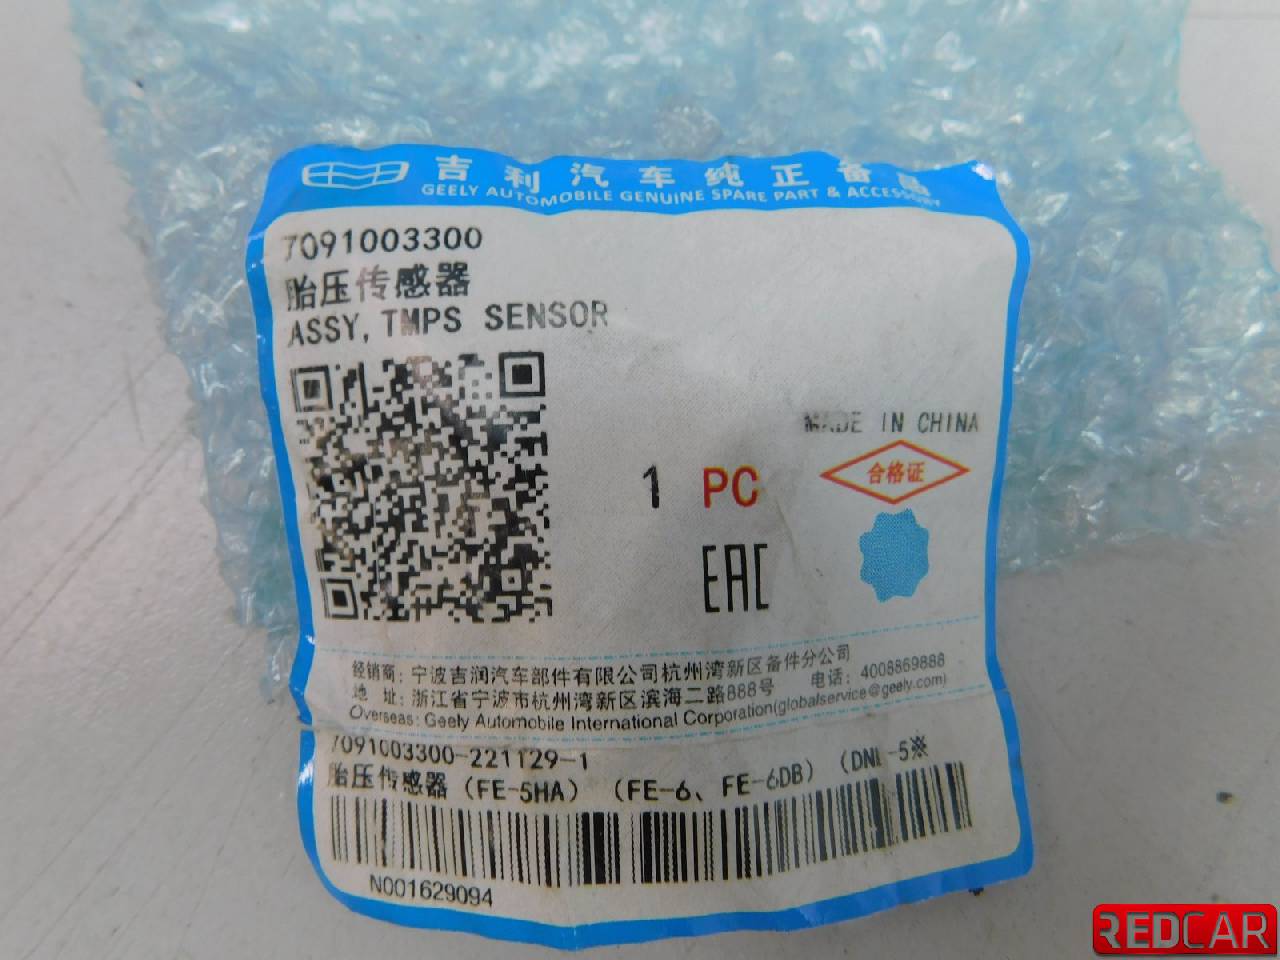 吉利汽车纯正备品
GEELY AUTOMOBILE GENUINE SPARE PART & ACCESSORY
7091003300
胎压传感器
ASSY, TMPS SENSOR
MADE IN CHINA
合格证
1 PC
EAC
经销商: 宁波吉润汽车部件有限公司杭州湾新区备件分公司
地 址: 浙江省宁波市杭州湾新区滨海二路888号 电话: 4008869888
Overseas: Geely Automobile International Corporation(globalservice@geely.com)
7091003300-221129-1
胎压传感器 (FE-5HA) (FE-6、FE-6DB) (DNL-5※
N001629094
REDCAR